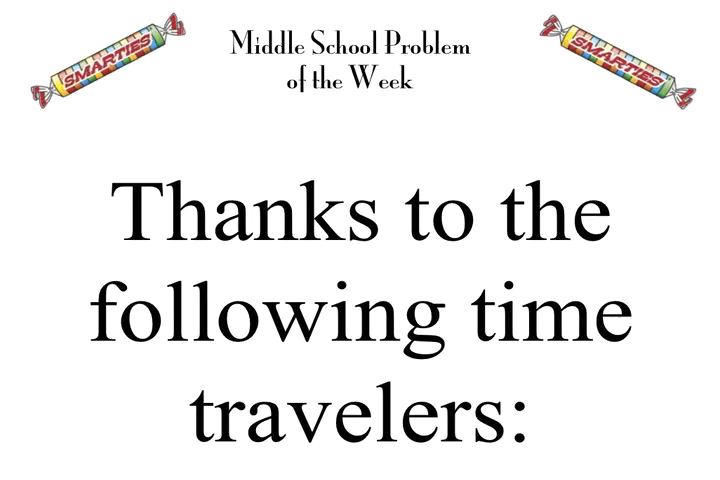 SMARTIES
Middle School Problem
of the Week
SMARTIES
Thanks to the
following time
travelers: